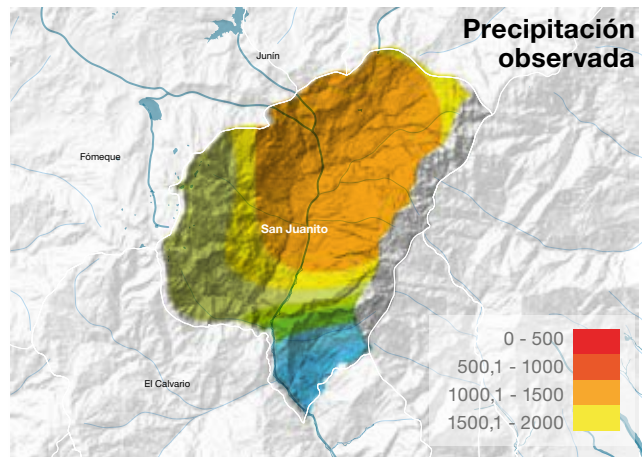 Precipitación
observada
Junín
Fómeque
San Juanito
El Calvario
0 - 500
500,1 - 1000
1000,1 - 1500
1500,1 - 2000